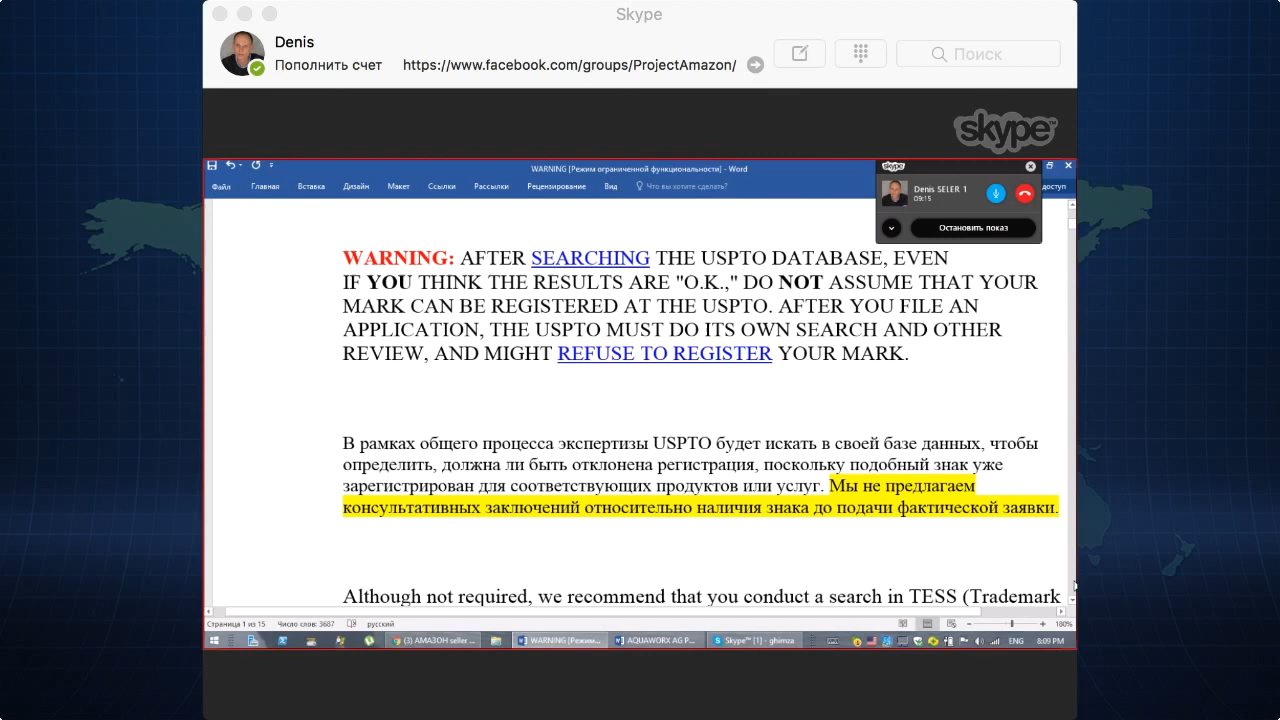 Skype
Denis
Пополнить счет https://www.facebook.com/groups/ProjectAmazon/
Поиск
skype™
WARNING [Режим ограниченной функциональности] - Word
skype
Файл Главная Вставка Дизайн Макет Ссылки Рассылки Рецензирование Вид Что вы хотите сделать? доступ
Denis SELER 1
09:15
Остановить показ
WARNING: AFTER SEARCHING THE USPTO DATABASE, EVEN
IF YOU THINK THE RESULTS ARE "O.K.," DO NOT ASSUME THAT YOUR
MARK CAN BE REGISTERED AT THE USPTO. AFTER YOU FILE AN
APPLICATION, THE USPTO MUST DO ITS OWN SEARCH AND OTHER
REVIEW, AND MIGHT REFUSE TO REGISTER YOUR MARK.
В рамках общего процесса экспертизы USPTO будет искать в своей базе данных, чтобы
определить, должна ли быть отклонена регистрация, поскольку подобный знак уже
зарегистрирован для соответствующих продуктов или услуг. Мы не предлагаем
консультативных заключений относительно наличия знака до подачи фактической заявки.
Although not required, we recommend that you conduct a search in TESS (Trademark
Страница 1 из 15 Число слов: 3687 русский 180%
(3) АМАЗОН seller ... WARNING [Режим... AQUAWORX AG P... Skype™ [1] - ghimza ENG 8:09 PM